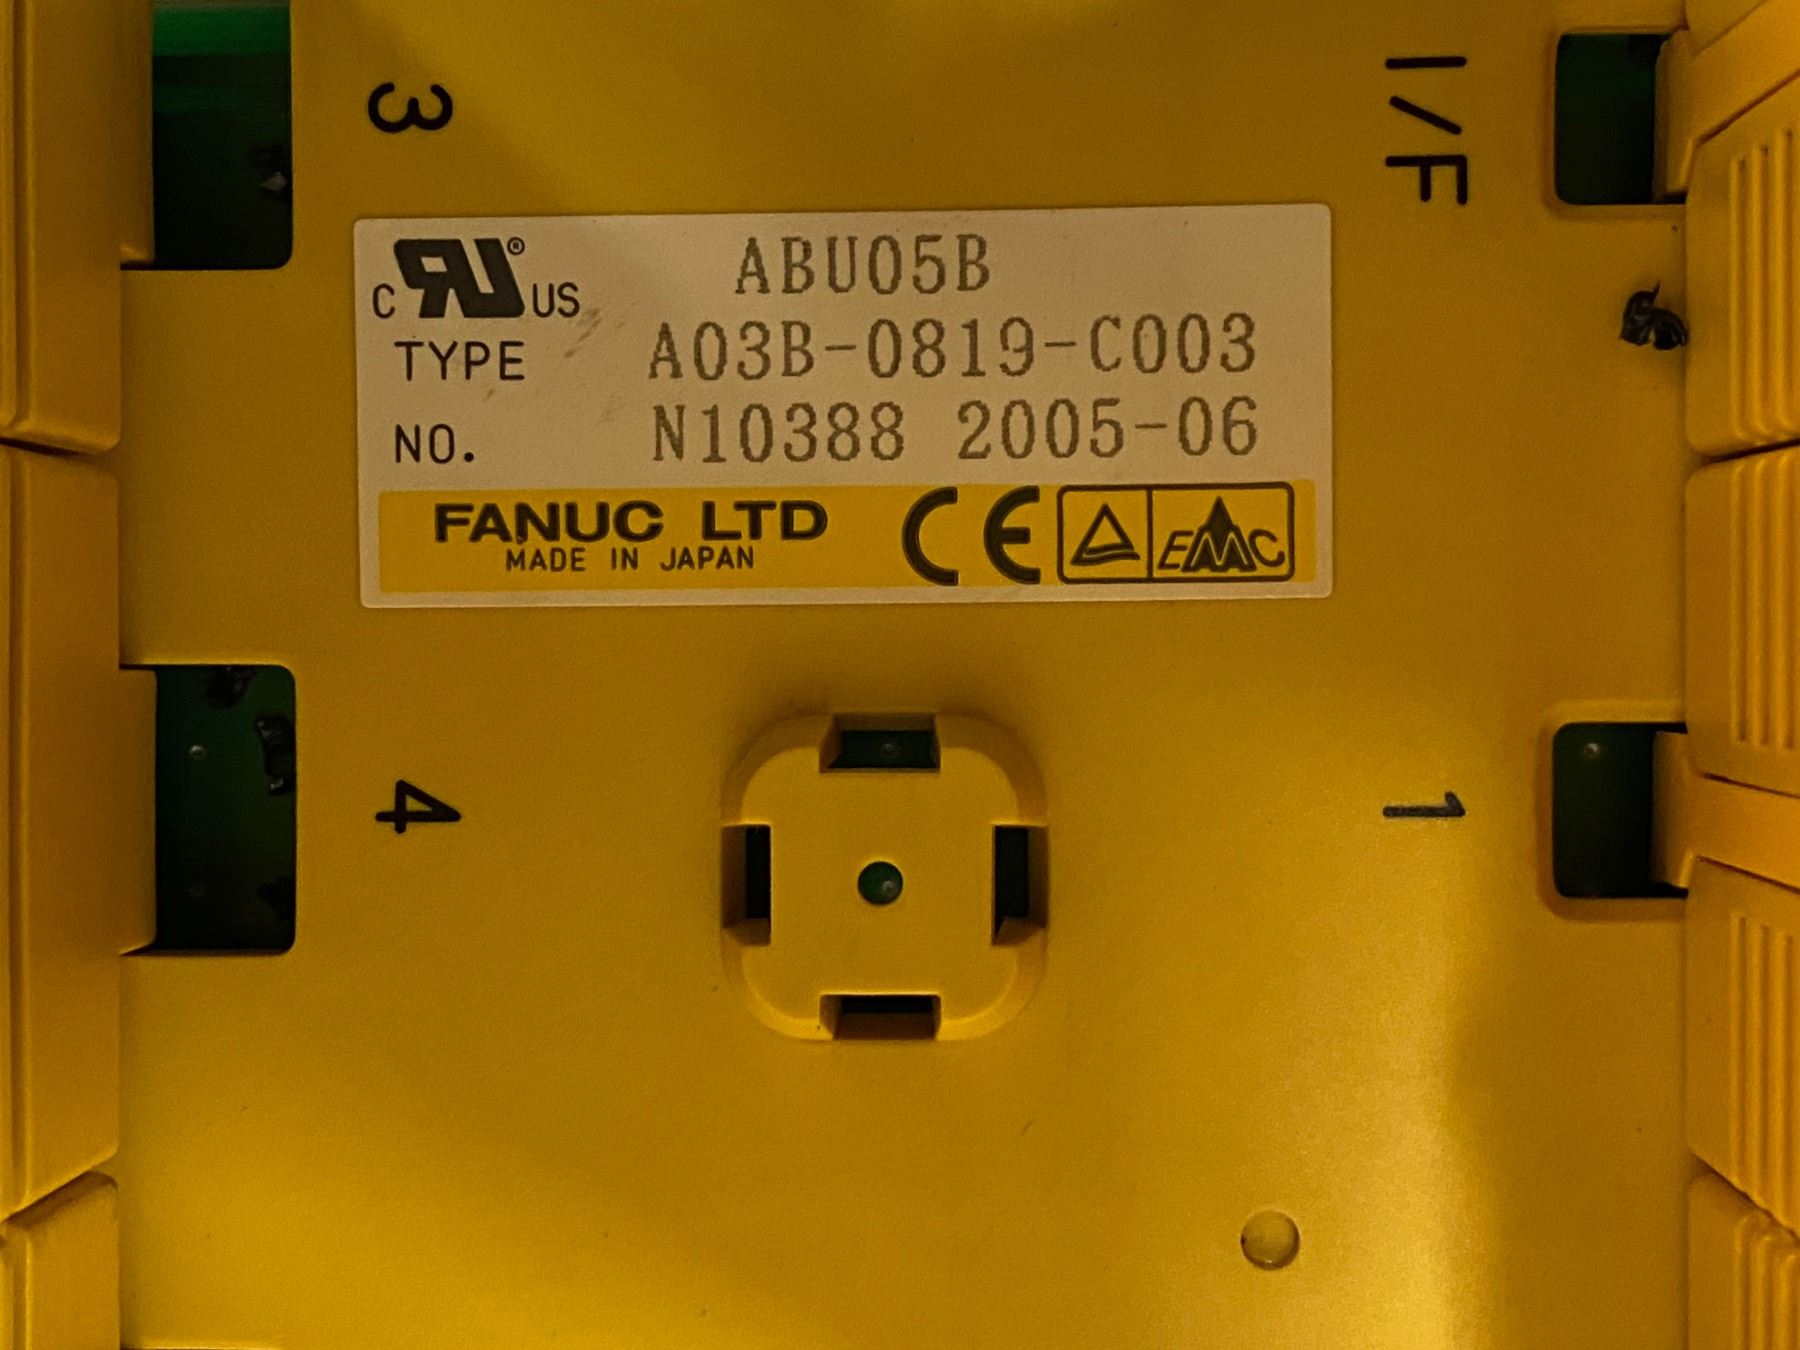 3
I/F
C RU® US ABU05B
TYPE A03B-0819-C003
NO. N10388 2005-06
FANUC LTD CE EMC
MADE IN JAPAN
4
1